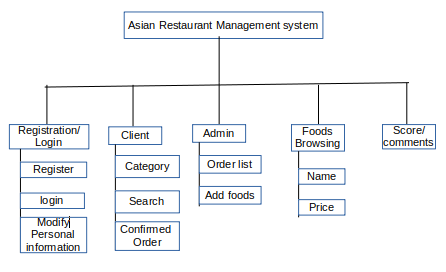 Asian Restaurant Management system
Registration/
Login
Client
Admin
Foods
Browsing
Score/
comments
Register
login
Modify
Personal
information
Category
Search
Confirmed
Order
Order list
Add foods
Name
Price